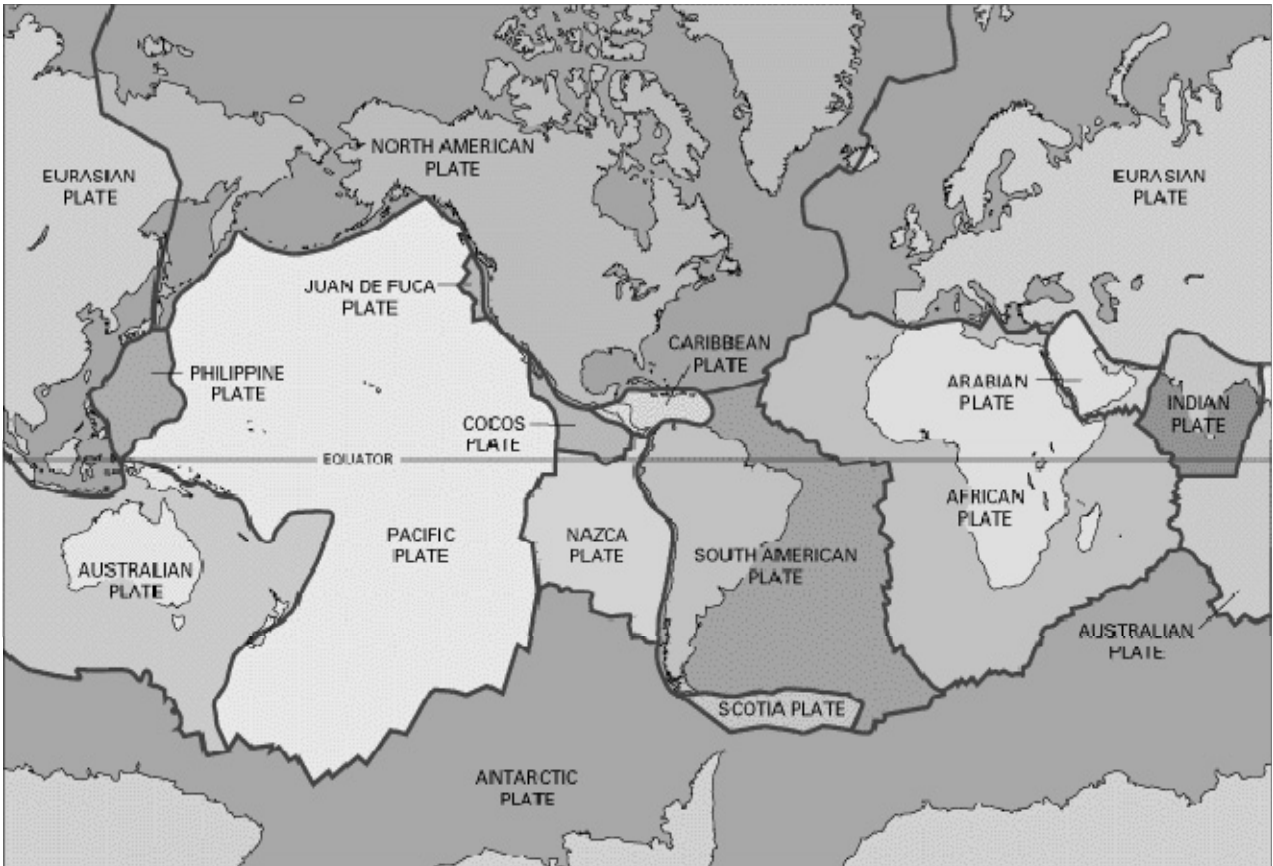 NORTH AMERICAN
PLATE
EURASIAN
PLATE
EURASIAN
PLATE
JUAN DE FUCA
PLATE
CARIBBEAN
PLATE
PHILIPPINE
PLATE
ARABIAN
PLATE
INDIAN
PLATE
COCOS
PLATE
EQUATOR
AFRICAN
PLATE
PACIFIC
PLATE
NAZCA
PLATE
SOUTH AMERICAN
PLATE
AUSTRALIAN
PLATE
AUSTRALIAN
PLATE
SCOTIA PLATE
ANTARCTIC
PLATE